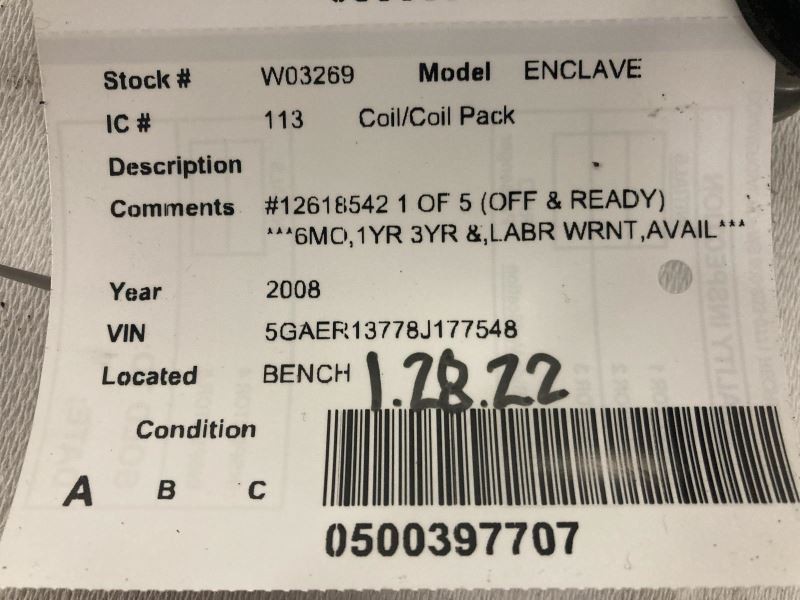 Stock # W03269 Model ENCLAVE
IC # 113 Coil/Coil Pack
Description
Comments #12618542 1 OF 5 (OFF & READY)
***6MO,1YR 3YR &,LABR WRNT,AVAIL***
Year 2008
VIN 5GAER13778J177548
Located BENCH 1.28.22
Condition
A B C
0500397707